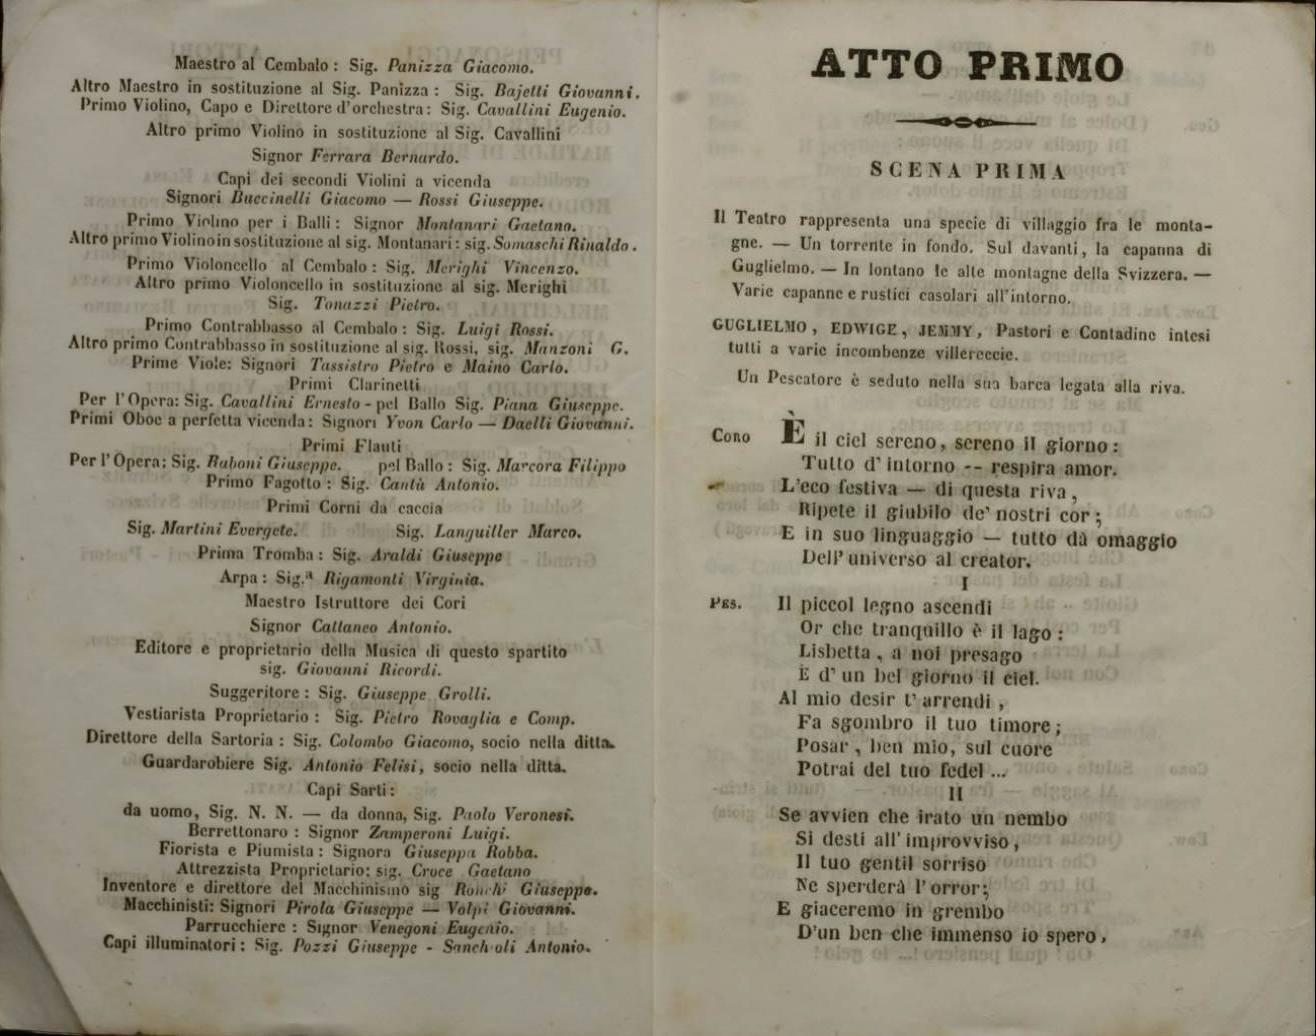 Maestro al Cembalo : Sig. Panizza Giacomo.
Altro Maestro in sostituzione al Sig. Panizza : Sig. Bajetti Giovanni.
Primo Violino, Capo e Direttore d'orchestra : Sig. Cavallini Eugenio.
Altro primo Violino in sostituzione al Sig. Cavallini
Signor Ferrara Bernardo.
Capi dei secondi Violini a vicenda
Signori Buccinelli Giacomo — Rossi Giuseppe.
Primo Violino per i Balli : Signor Montanari Gaetano.
Altro primo Violino in sostituzione al sig. Montanari : sig. Somaschi Rinaldo.
Primo Violoncello al Cembalo : Sig. Merighi Vincenzo.
Altro primo Violoncello in sostituzione al sig. Merighi
Sig. Tonazzi Pietro.
Primo Contrabbasso al Cembalo : Sig. Luigi Rossi.
Altro primo Contrabbasso in sostituzione al sig. Rossi, sig. Manzoni G.
Prime Viole: Signori Tassistro Pietro e Maino Carlo.
Primi Clarinetti
Per l'Opera: Sig. Cavallini Ernesto - pel Ballo Sig. Piana Giuseppe.
Primi Oboe a perfetta vicenda : Signori Yvon Carlo — Daelli Giovanni.
Primi Flauti
Per l'Opera: Sig. Raboni Giuseppe. pel Ballo : Sig. Marcora Filippo
Primo Fagotto : Sig. Cantù Antonio.
Primi Corni da caccia
Sig. Martini Evergete. Sig. Languiller Marco.
Prima Tromba : Sig. Araldi Giuseppe
Arpa : Sig.ª Rigamonti Virginia.
Maestro Istruttore dei Cori
Signor Cattaneo Antonio.
Editore e proprietario della Musica di questo spartito
sig. Giovanni Ricordi.
Suggeritore : Sig. Giuseppe Grolli.
Vestiarista Proprietario : Sig. Pietro Rovaglia e Comp.
Direttore della Sartoria : Sig. Colombo Giacomo, socio nella ditta.
Guardarobiere Sig. Antonio Felisi, socio nella ditta.
Capi Sarti :
da uomo, Sig. N. N. — da donna, Sig. Paolo Veronesi.
Berrettonaro : Signor Zamperoni Luigi.
Fiorista e Piumista : Signora Giuseppa Robba.
Attrezzista Proprietario: sig. Croce Gaetano
Inventore e direttore del Macchinismo sig Ronchi Giuseppe.
Macchinisti: Signori Pirola Giuseppe — Volpi Giovanni.
Parrucchiere : Signor Venegoni Eugenio.
Capi illuminatori : Sig. Pozzi Giuseppe - Antonio.
ATTO PRIMO
SCENA PRIMA
Il Teatro rappresenta una specie di villaggio fra le monta-
gne. — Un torrente in fondo. Sul davanti, la capanna di
Guglielmo. — In lontano le alte montagne della Svizzera. —
Varie capanne e rustici casolari all'intorno.
GUGLIELMO, EDWIGE, JEMMY, Pastori e Contadine intesi
tutti a varie incombenze villereccie.
Un Pescatore è seduto nella sua barca legata alla riva.
CORO È il ciel sereno, sereno il giorno :
Tutto d'intorno -- respira amor.
L'eco festiva — di questa riva,
Ripete il giubilo de' nostri cor ;
E in suo linguaggio — tutto dà omaggio
Dell'universo al creator.
I
PES. Il piccol legno ascendi
Or che tranquillo è il lago :
Lisbetta, a noi presago
È d'un bel giorno il ciel.
Al mio desir t'arrendi,
Fa sgombro il tuo timore ;
Posar, ben mio, sul cuore
Potrai del tuo fedel ...
II
Se avvien che irato un nembo
Si desti all'improvviso,
Il tuo gentil sorriso
Ne sperderà l'orror ;
E giaceremo in grembo
D'un ben che immenso io spero,